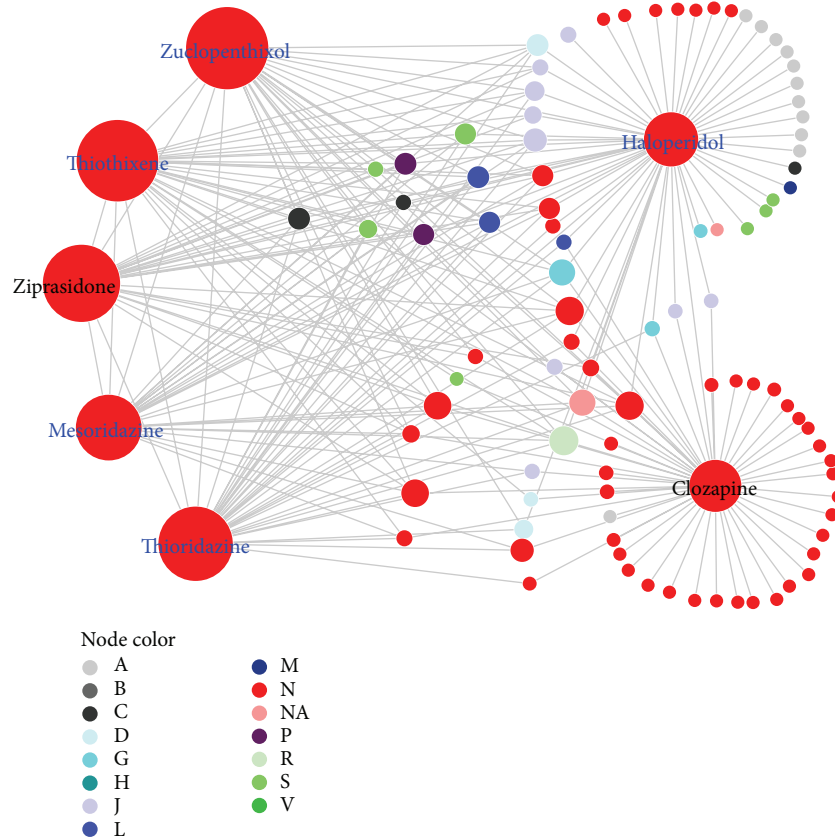 Zuclopenthixol
Thiothixene
Haloperidol
Ziprasidone
Mesoridazine
Clozapine
Thioridazine
Node color
A
B
C
D
G
H
J
L
M
N
NA
P
R
S
V